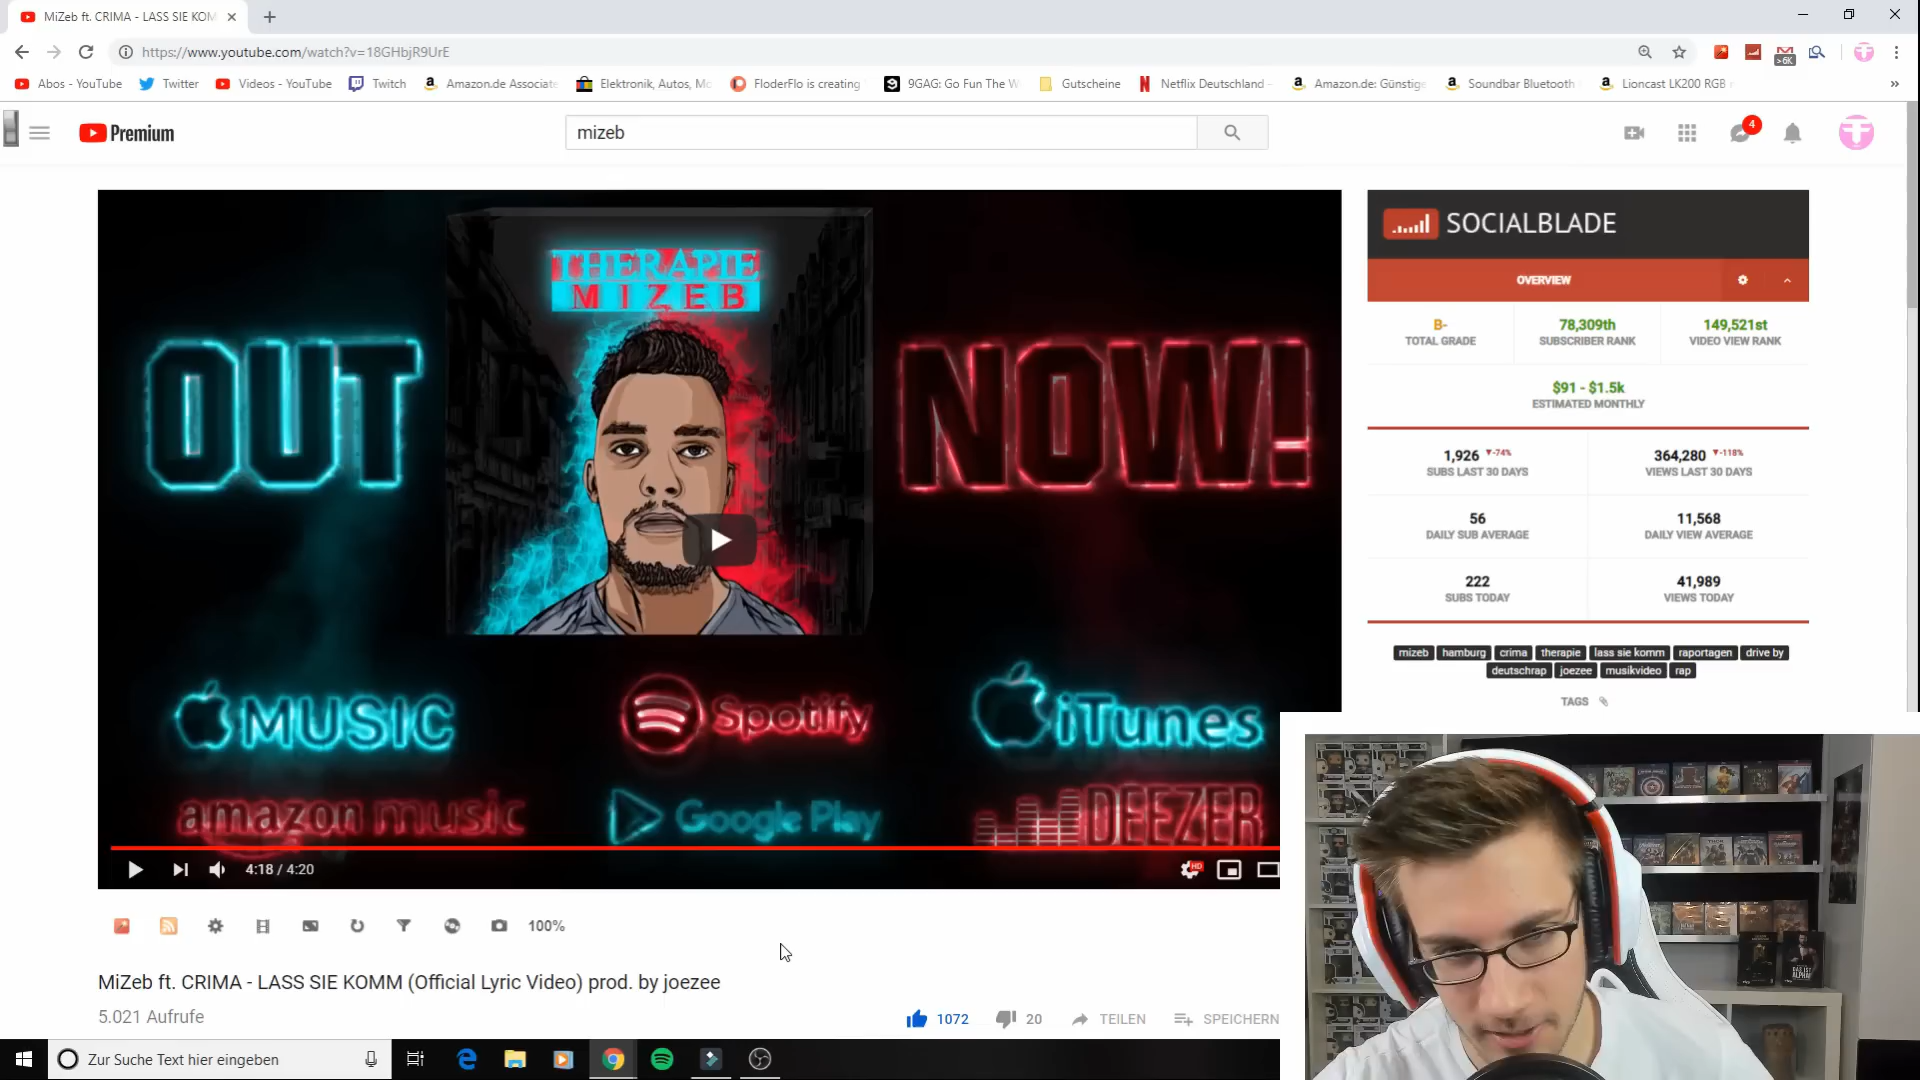 MiZeb ft. CRIMA - LASS SIE KOM
https://www.youtube.com/watch?v=18GHbjR9UrE
>6K
Abos - YouTube
Twitter
Videos - YouTube
Twitch
Amazon.de Associate
Elektronik, Autos, Mo
FloderFlo is creating
9GAG: Go Fun The W
Gutscheine
Netflix Deutschland -
Amazon.de: Günstige
Soundbar Bluetooth
Lioncast LK200 RGB
Premium
mizeb
4
SOCIALBLADE
OVERVIEW
B-
TOTAL GRADE
78,309th
SUBSCRIBER RANK
149,521st
VIDEO VIEW RANK
$91 - $1.5k
ESTIMATED MONTHLY
1,926 -74%
SUBS LAST 30 DAYS
364,280 -118%
VIEWS LAST 30 DAYS
56
DAILY SUB AVERAGE
11,568
DAILY VIEW AVERAGE
222
SUBS TODAY
41,989
VIEWS TODAY
mizeb hamburg crima therapie lass sie komm raportagen drive by
deutschrap joezee musikvideo rap
TAGS
THERAPIE
MIZEB
OUT
NOW!
MUSIC
Spotify
iTunes
amazon music
Google Play
DEEZER
4:18 / 4:20
HD
100%
MiZeb ft. CRIMA - LASS SIE KOMM (Official Lyric Video) prod. by joezee
5.021 Aufrufe
1072
20
TEILEN
SPEICHERN
Zur Suche Text hier eingeben